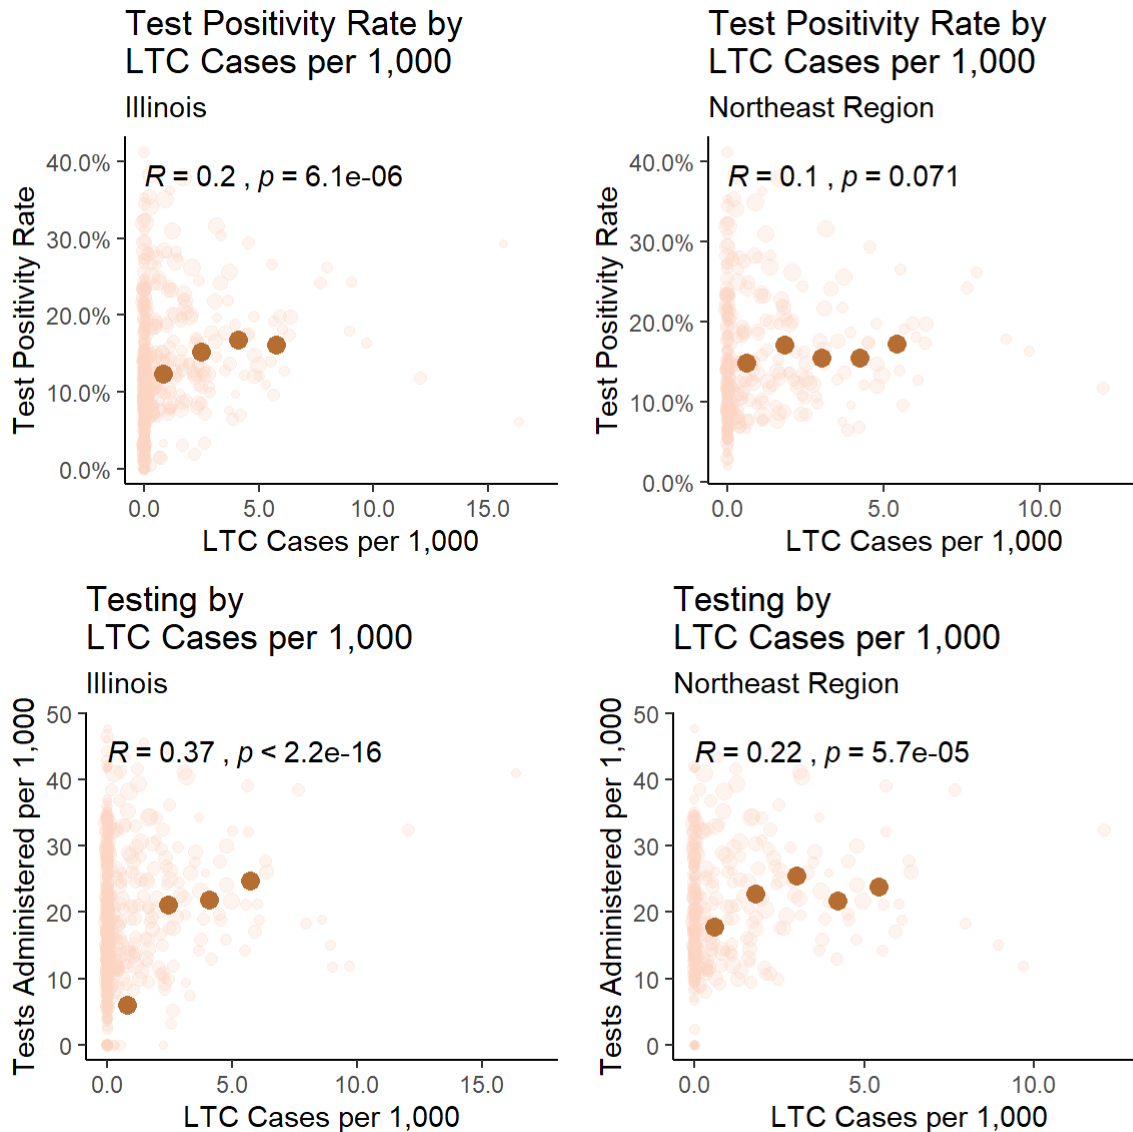 Test Positivity Rate by
LTC Cases per 1,000
Illinois
R = 0.2 , p = 6.1e-06
40.0%
30.0%
20.0%
10.0%
0.0%
Test Positivity Rate
0.0 5.0 10.0 15.0
LTC Cases per 1,000
Test Positivity Rate by
LTC Cases per 1,000
Northeast Region
R = 0.1 , p = 0.071
40.0%
30.0%
20.0%
10.0%
0.0%
Test Positivity Rate
0.0 5.0 10.0
LTC Cases per 1,000
Testing by
LTC Cases per 1,000
Illinois
R = 0.37 , p < 2.2e-16
50
40
30
20
10
0
Tests Administered per 1,000
0.0 5.0 10.0 15.0
LTC Cases per 1,000
Testing by
LTC Cases per 1,000
Northeast Region
R = 0.22 , p = 5.7e-05
50
40
30
20
10
0
Tests Administered per 1,000
0.0 5.0 10.0
LTC Cases per 1,000